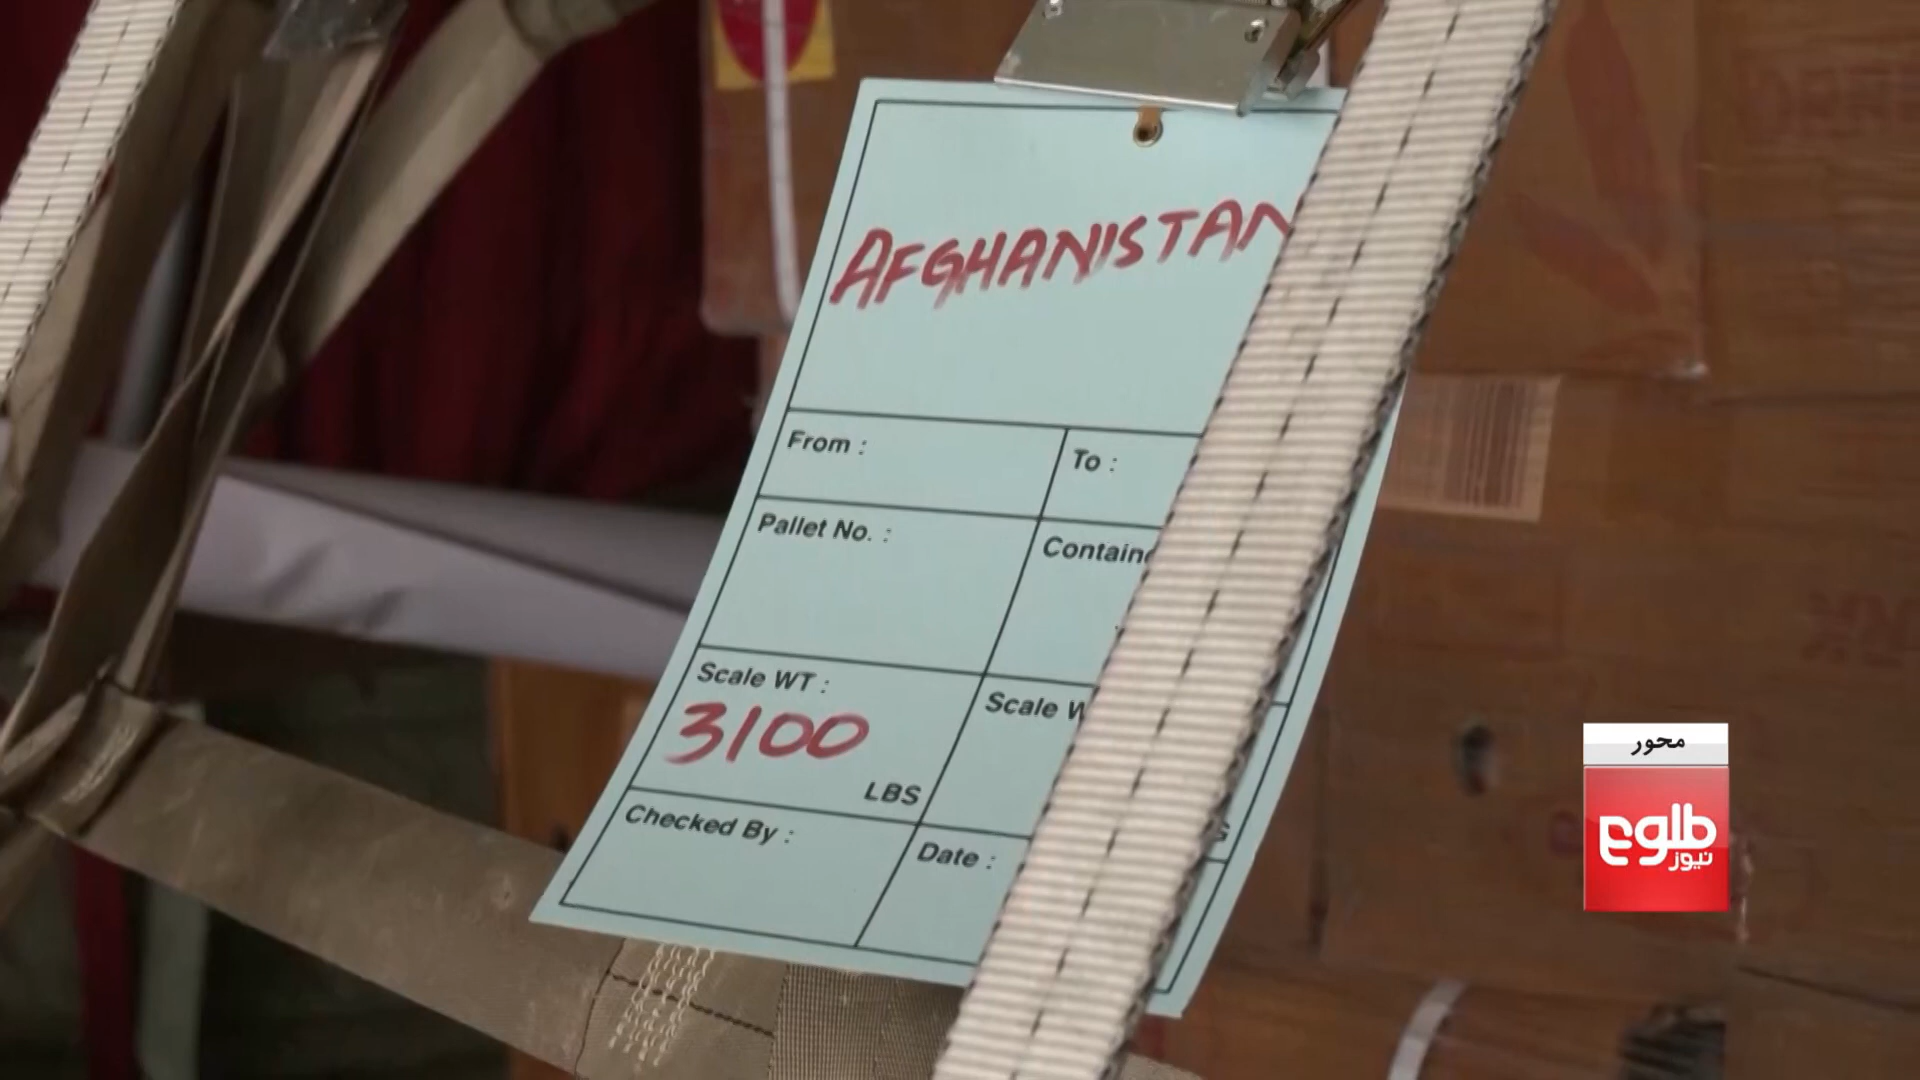 AFGHANISTAN
From :
To :
Pallet No. :
Scale WT :
3100
LBS
Scale
Checked By :
Date :
محور
طلوع
نیوز